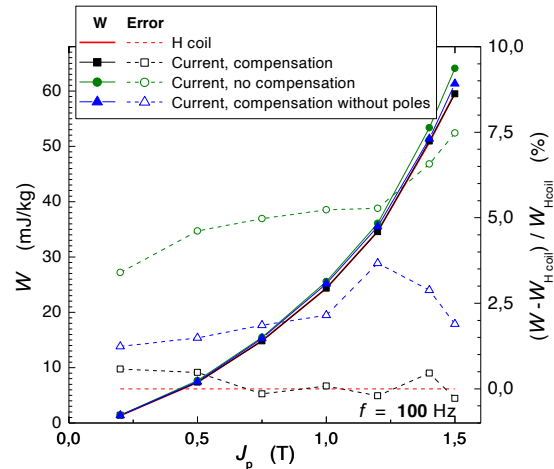 W Error
H coil
Current, compensation
Current, no compensation
Current, compensation without poles
W (mJ/kg)
60
50
40
30
20
10
0
10,0
7,5
5,0
2,5
0,0
(W - W_H coil) / W_Hcoil (%)
f = 100 Hz
0,0 0,5 1,0 1,5
J_p (T)